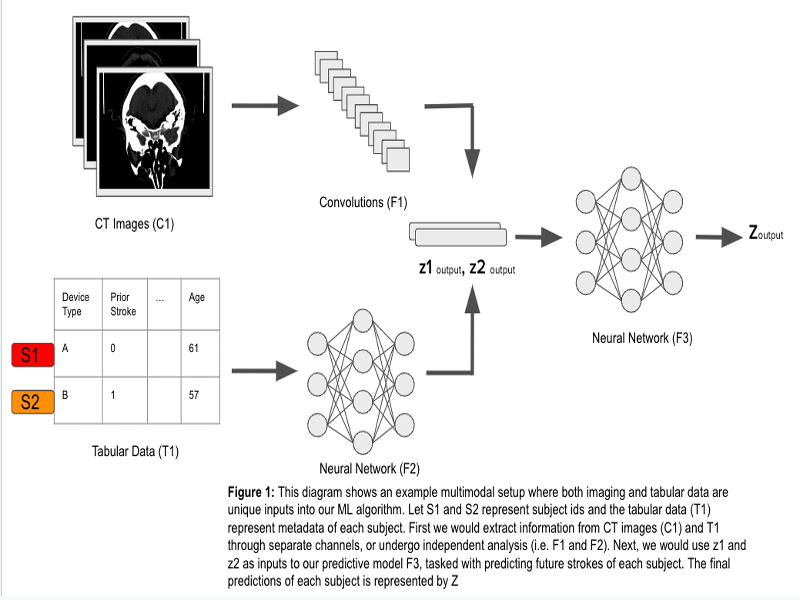 CT Images (C1)
Convolutions (F1)
z1 output, z2 output
Zoutput
Neural Network (F3)
Device Type Prior Stroke ... Age
S1 A 0 61
S2 B 1 57
Tabular Data (T1)
Neural Network (F2)
Figure 1: This diagram shows an example multimodal setup where both imaging and tabular data are
unique inputs into our ML algorithm. Let S1 and S2 represent subject ids and the tabular data (T1)
represent metadata of each subject. First we would extract information from CT images (C1) and T1
through separate channels, or undergo independent analysis (i.e. F1 and F2). Next, we would use z1 and
z2 as inputs to our predictive model F3, tasked with predicting future strokes of each subject. The final
predictions of each subject is represented by Z